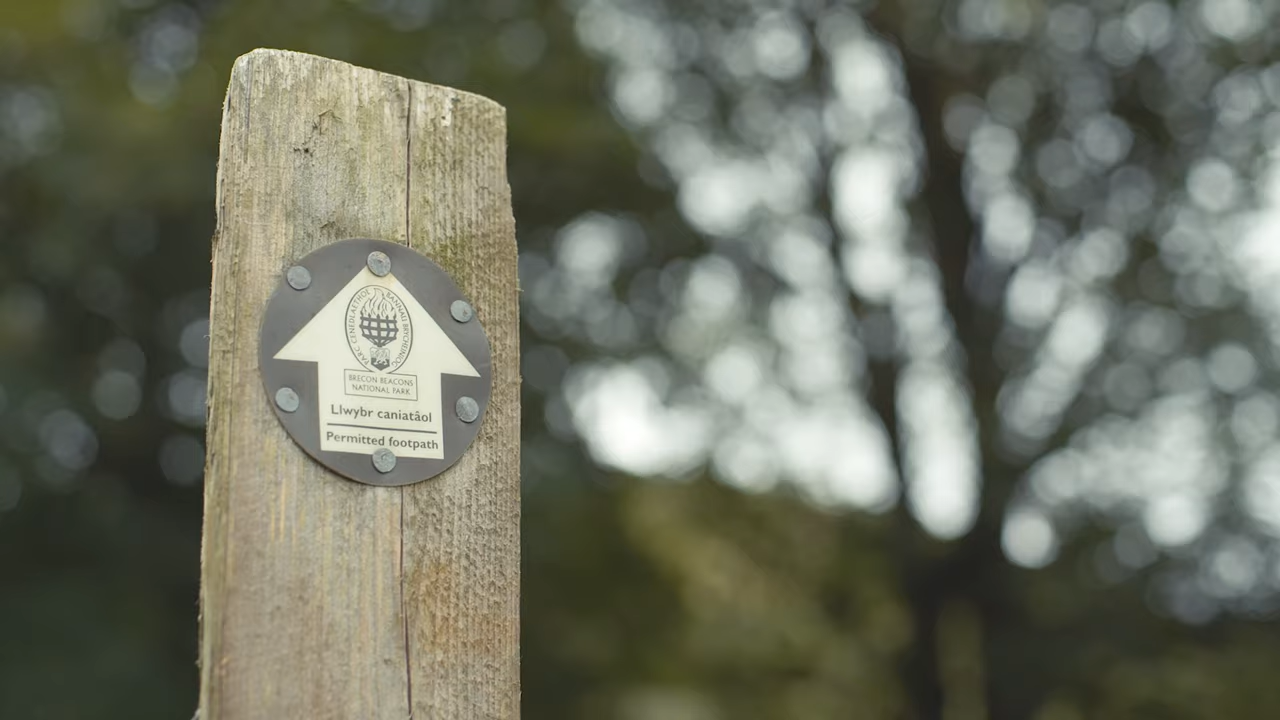 PARC CENEDLAETHOL BANNAU BRYCHEINIOG
BRECON BEACONS
NATIONAL PARK
Llwybr caniatâol
Permitted footpath